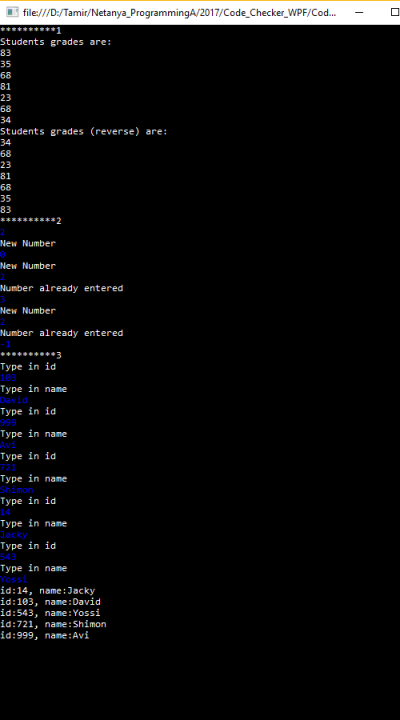 file:///D:/Tamir/Netanya_ProgrammingA/2017/Code_Checker_WPF/Cod...
**********1
Students grades are:
83
35
68
81
23
68
34
Students grades (reverse) are:
34
68
23
81
68
35
83
**********2
2
New Number
0
New Number
2
Number already entered
New Number
2
Number already entered
-1
**********3
Type in id
103
Type in name
David
Type in id
999
Type in name
Avi
Type in id
721
Type in name
Shimon
Type in id
14
Type in name
Jacky
Type in id
543
Type in name
Yossi
id:14, name:Jacky
id:103, name:David
id:543, name:Yossi
id:721, name:Shimon
id:999, name:Avi